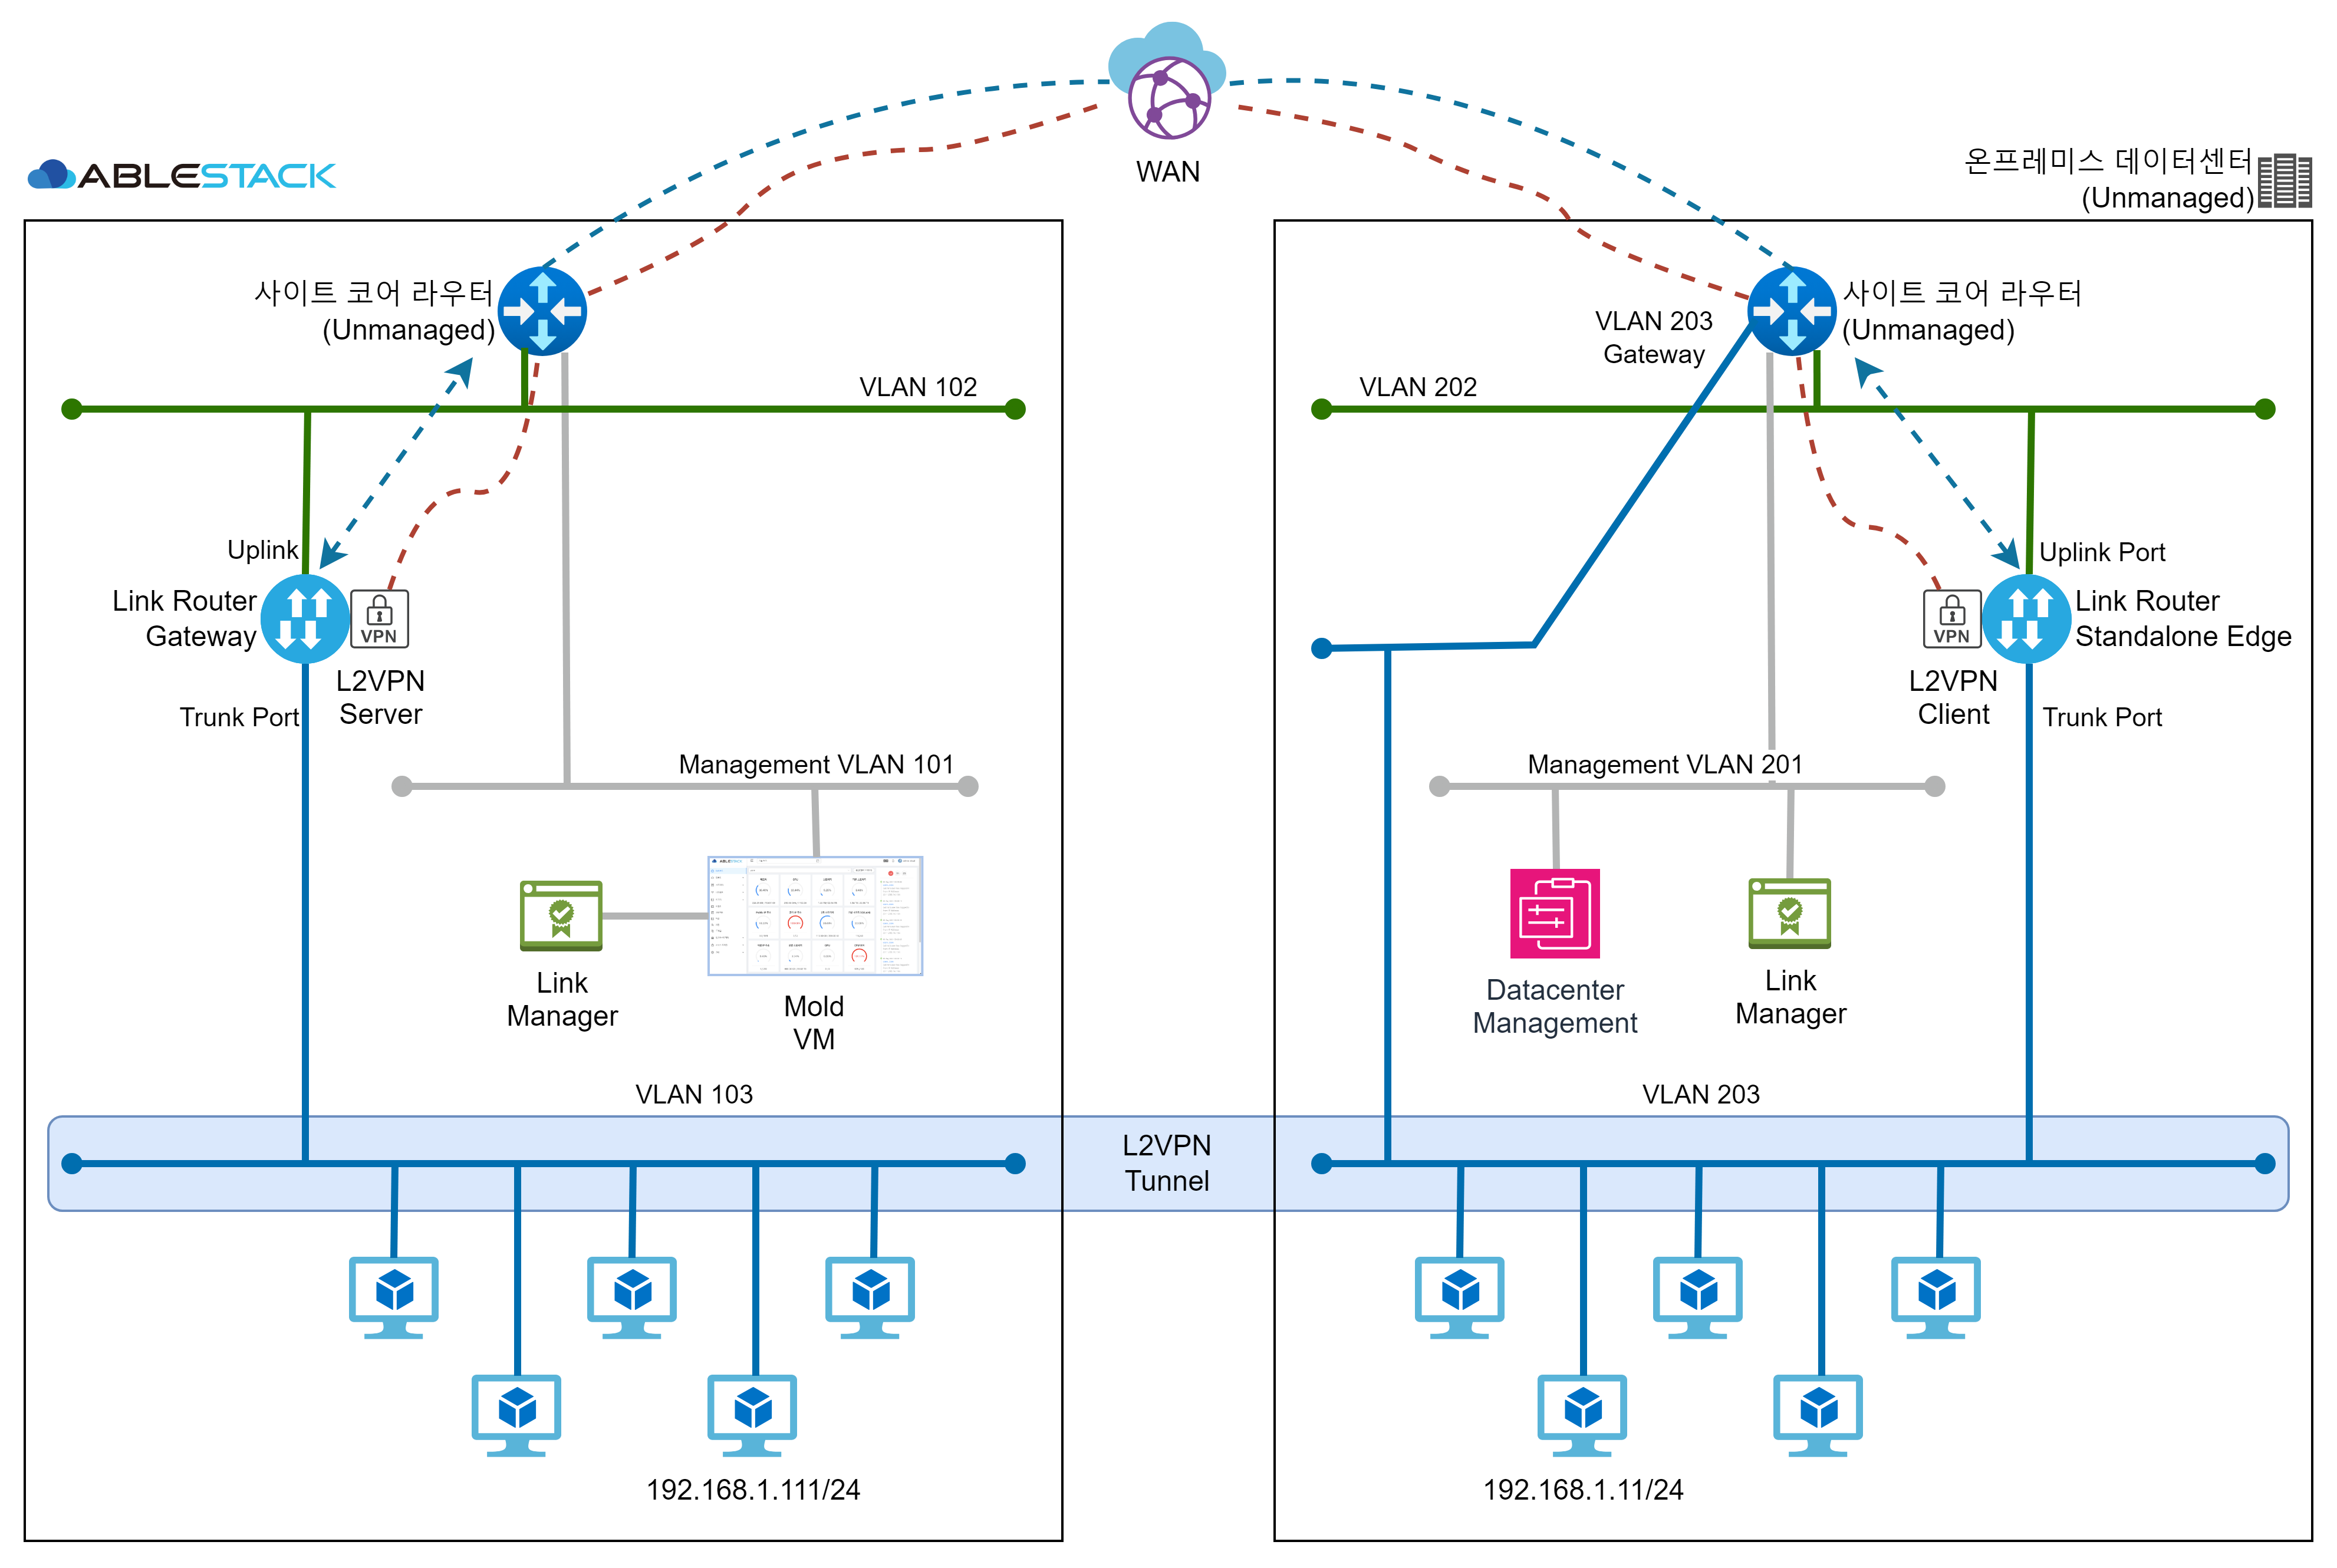 WAN
ABLESTACK
온프레미스 데이터센터
(Unmanaged)
사이트 코어 라우터
(Unmanaged)
VLAN 102
Uplink
Link Router
Gateway
VPN
L2VPN
Server
Trunk Port
Management VLAN 101
Link
Manager
Mold
VM
VLAN 103
VLAN 203
Gateway
사이트 코어 라우터
(Unmanaged)
VLAN 202
Uplink Port
VPN
Link Router
Standalone Edge
L2VPN
Client
Trunk Port
Management VLAN 201
Datacenter
Management
Link
Manager
VLAN 203
L2VPN
Tunnel
192.168.1.111/24
192.168.1.11/24